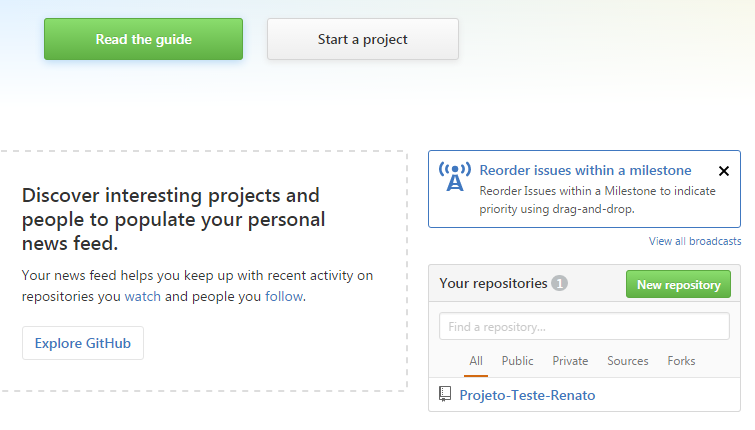 Read the guide
Start a project
Discover interesting projects and
people to populate your personal
news feed.
Your news feed helps you keep up with recent activity on
repositories you watch and people you follow.
Explore GitHub
Reorder issues within a milestone
Reorder Issues within a Milestone to indicate
priority using drag-and-drop.
View all broadcasts
Your repositories 1
New repository
Find a repository...
All Public Private Sources Forks
Projeto-Teste-Renato